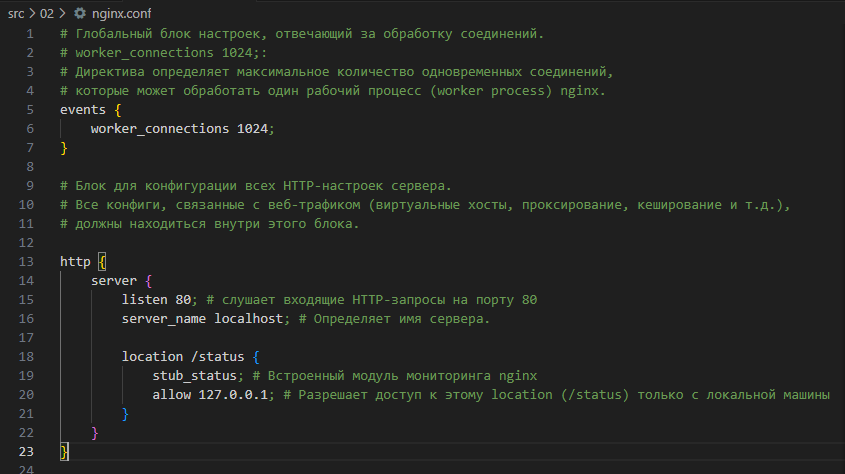 src > 02 > nginx.conf
1 # Глобальный блок настроек, отвечающий за обработку соединений.
2 # worker_connections 1024;:
3 # Директива определяет максимальное количество одновременных соединений,
4 # которые может обработать один рабочий процесс (worker process) nginx.
5 events {
6     worker_connections 1024;
7 }
8
9 # Блок для конфигурации всех HTTP-настроек сервера.
10 # Все конфиги, связанные с веб-трафиком (виртуальные хосты, проксирование, кеширование и т.д.),
11 # должны находиться внутри этого блока.
12
13 http {
14     server {
15         listen 80; # слушает входящие HTTP-запросы на порту 80
16         server_name localhost; # Определяет имя сервера.
17
18         location /status {
19             stub_status; # Встроенный модуль мониторинга nginx
20             allow 127.0.0.1; # Разрешает доступ к этому location (/status) только с локальной машины
21         }
22     }
23 }
24